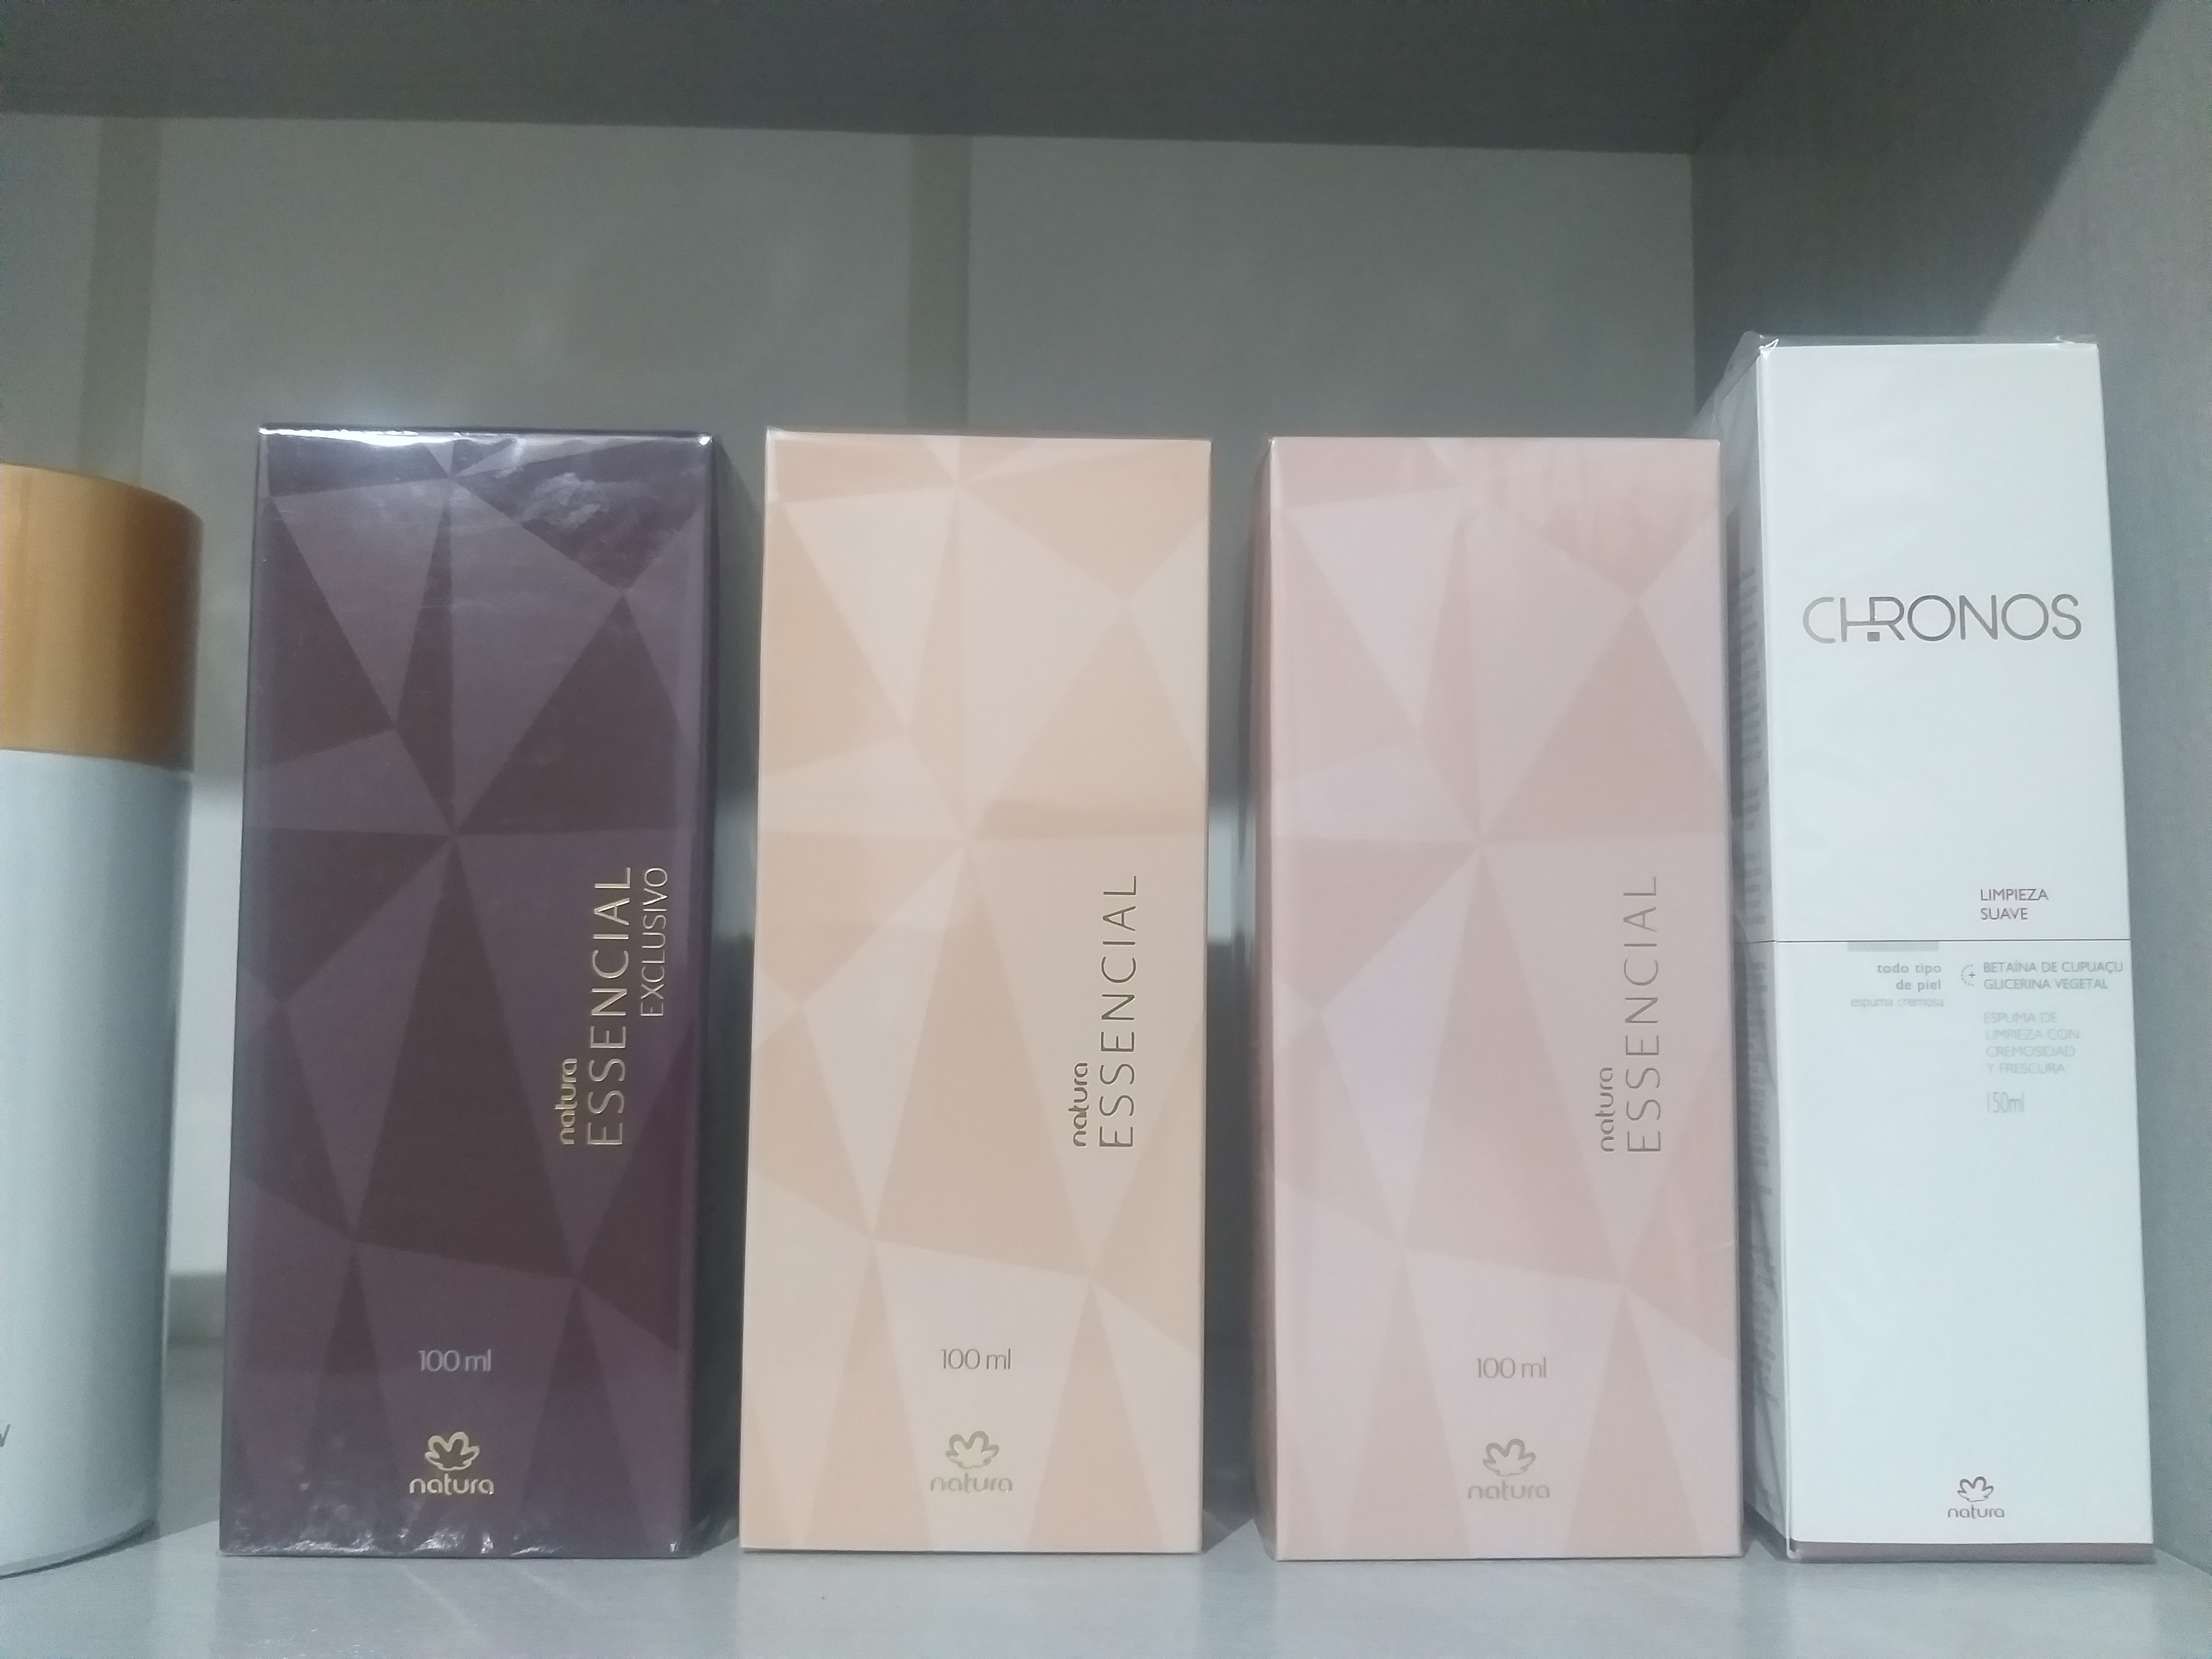 natura
ESSENCIAL
EXCLUSIVO
100 ml
natura
natura
ESSENCIAL
100 ml
natura
natura
ESSENCIAL
100 ml
natura
CHRONOS
LIMPIEZA
SUAVE
todo tipo
de piel
espuma cremosa
BETAÍNA DE CUPUAÇU
GLICERINA VEGETAL
ESPUMA DE
LIMPIEZA CON
CREMOSIDAD
Y FRESCURA
150ml
natura